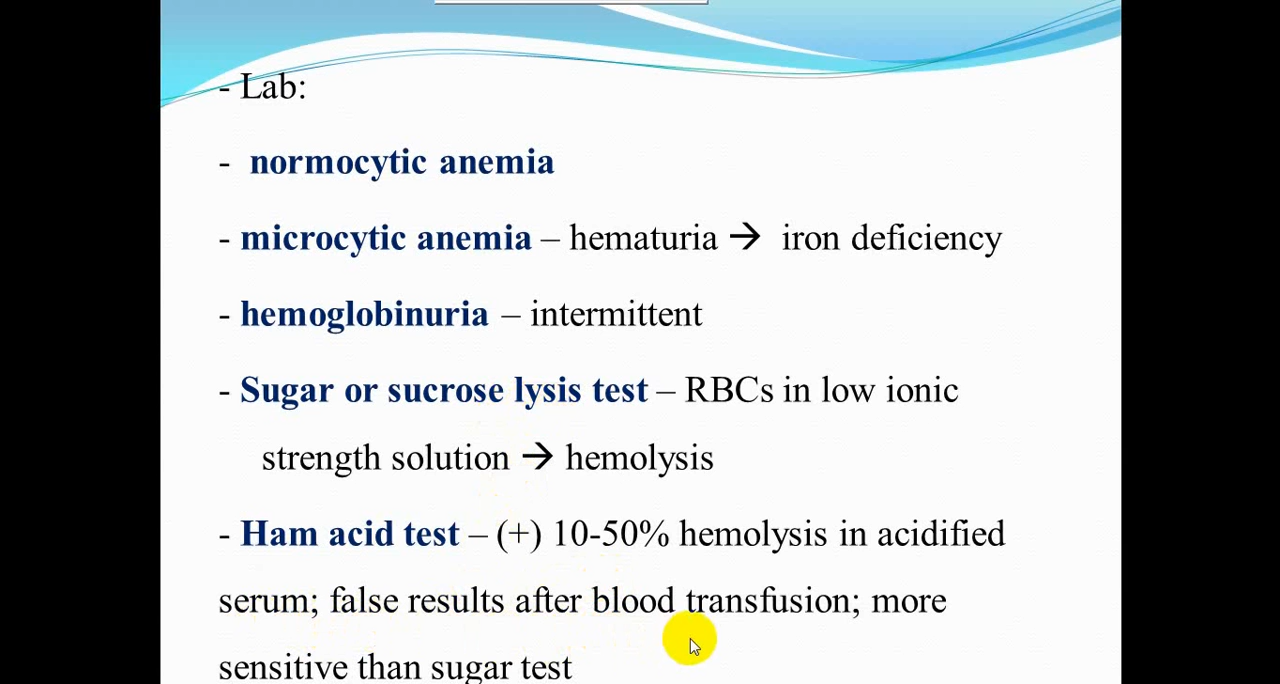 - Lab:
- normocytic anemia
- microcytic anemia – hematuria → iron deficiency
- hemoglobinuria – intermittent
- Sugar or sucrose lysis test – RBCs in low ionic
strength solution → hemolysis
- Ham acid test – (+) 10-50% hemolysis in acidified
serum; false results after blood transfusion; more
sensitive than sugar test